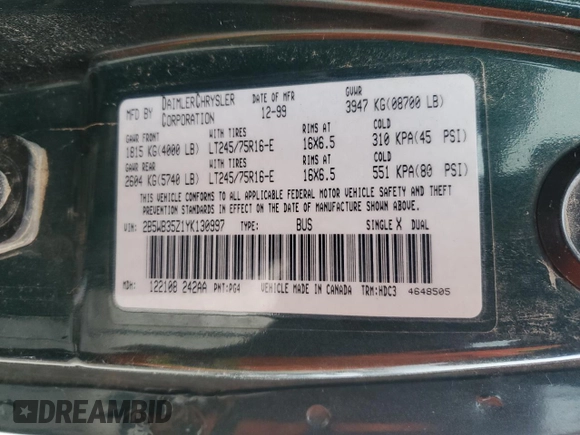 MFD BY DAIMLERCHRYSLER CORPORATION
DATE OF MFR 12-99
GVWR 3947 KG(08700 LB)
GAWR FRONT WITH TIRES RIMS AT COLD
1815 KG(4000 LB) LT245/75R16-E 16X6.5 310 KPA(45 PSI)
GAWR REAR WITH TIRES RIMS AT COLD
2604 KG(5740 LB) LT245/75R16-E 16X6.5 551 KPA(80 PSI)
THIS VEHICLE CONFORMS TO ALL APPLICABLE FEDERAL MOTOR VEHICLE SAFETY AND
THEFT PREVENTION STANDARDS IN EFFECT ON THE DATE OF MANUFACTURE SHOWN ABOVE.
VIN: 2B5WB35Z1YK130997 TYPE: BUS SINGLE X DUAL
MDH: 122108 242AA PNT:PG4 VEHICLE MADE IN CANADA TRM:HDC3 4648505
DREAMBID